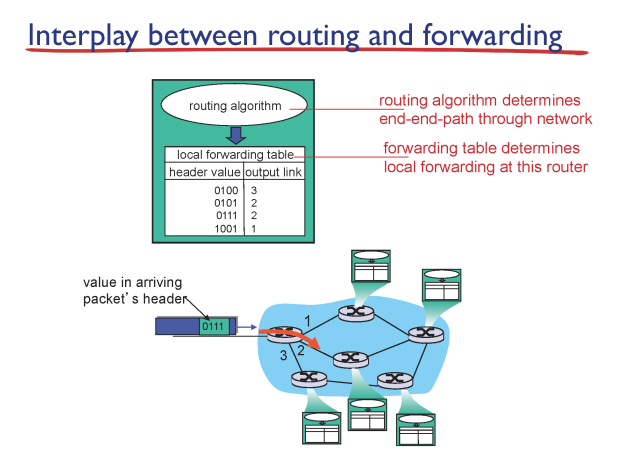 Interplay between routing and forwarding
routing algorithm
routing algorithm determines
end-end-path through network
local forwarding table
header value output link
0100 3
0101 2
0111 2
1001 1
forwarding table determines
local forwarding at this router
value in arriving
packet’s header
0111
1
2
3